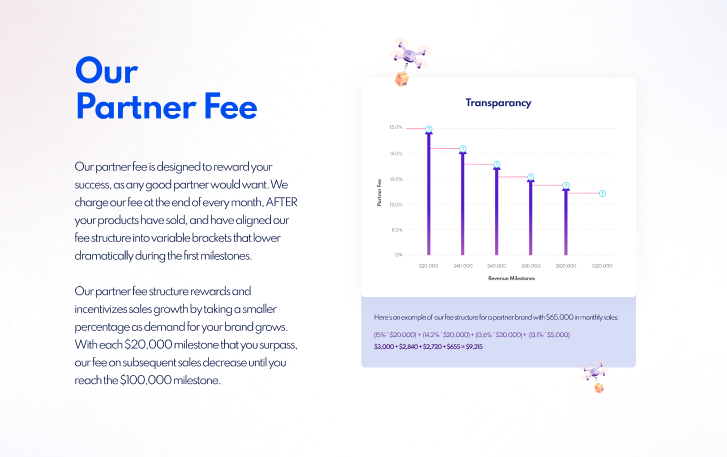 Our
Partner Fee
Our partner fee is designed to reward your
success, as any good partner would want. We
charge our fee at the end of every month, AFTER
your products have sold, and have aligned our
fee structure into variable brackets that lower
dramatically during the first milestones.
Our partner fee structure rewards and
incentivizes sales growth by taking a smaller
percentage as demand for your brand grows.
With each $20,000 milestone that you surpass,
our fee on subsequent sales decrease until you
reach the $100,000 milestone.
Transparancy
Partner Fee
15.0%
14.0%
13.0%
12.0%
11.0%
0%
$20,000 $40,000 $60,000 $80,000 $100,000 $120,000
Revenue Milestones
Here's an example of our fee structure for a partner brand with $65,000 in monthly sales:
(15% * $20,000) + (14.2% * $20,000) + (13.6% * $20,000) + (13.1% * $5,000)
$3,000 + $2,840 + $2,720 + $655 = $9,215